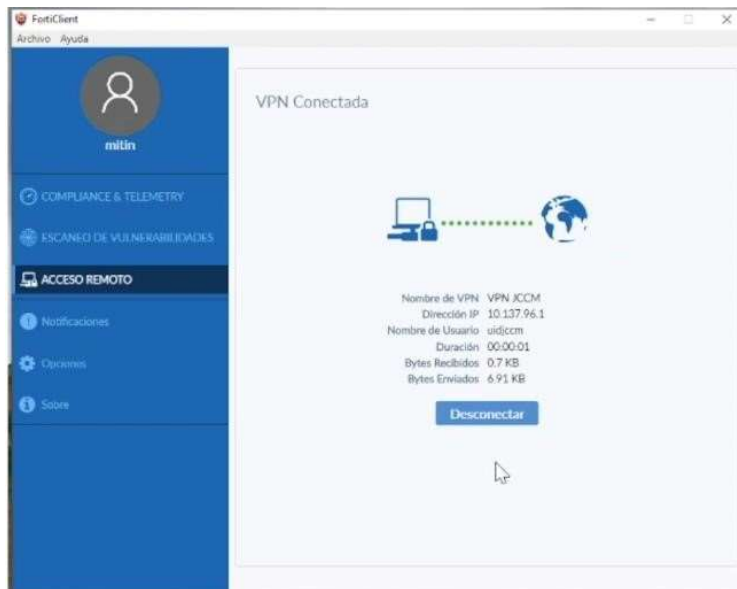 FortiClient
Archivo Ayuda
mitin
COMPLIANCE & TELEMETRY
ESCANEO DE VULNERABILIDADES
ACCESO REMOTO
Notificaciones
Opciones
Sobre
VPN Conectada
Nombre de VPN VPN JCCM
Dirección IP 10.137.96.1
Nombre de Usuario uidjccm
Duración 00:00:01
Bytes Recibidos 0.7 KB
Bytes Enviados 6.91 KB
Desconectar